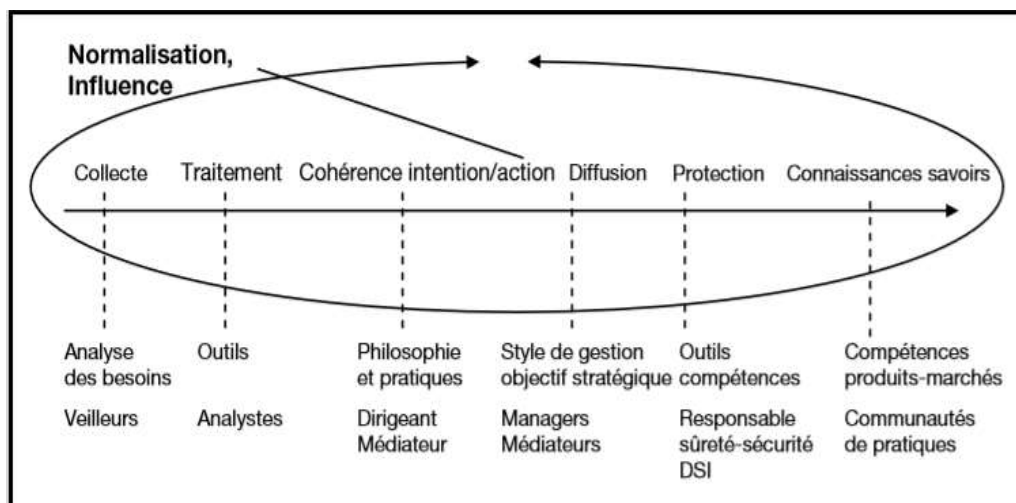 Normalisation,
Influence
Collecte
Traitement
Cohérence intention/action
Diffusion
Protection
Connaissances savoirs
Analyse
des besoins
Veilleurs
Outils
Analystes
Philosophie
et pratiques
Dirigeant
Médiateur
Style de gestion
objectif stratégique
Managers
Médiateurs
Outils
compétences
Responsable
sûreté-sécurité
DSI
Compétences
produits-marchés
Communautés
de pratiques